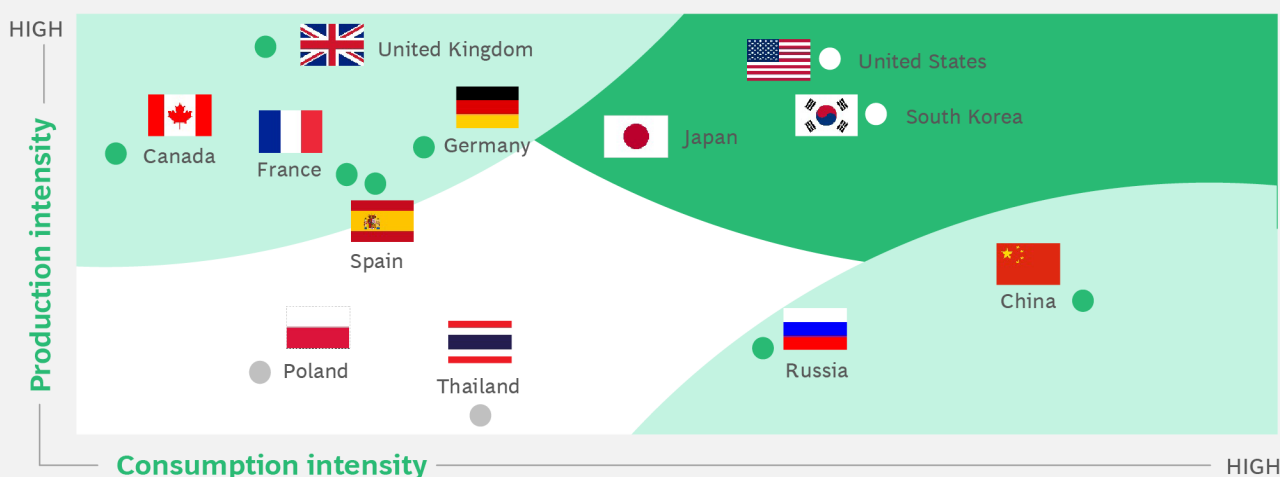 HIGH
United Kingdom
United States
South Korea
Japan
Germany
Canada
France
Spain
China
Poland
Thailand
Russia
Production intensity
Consumption intensity
HIGH